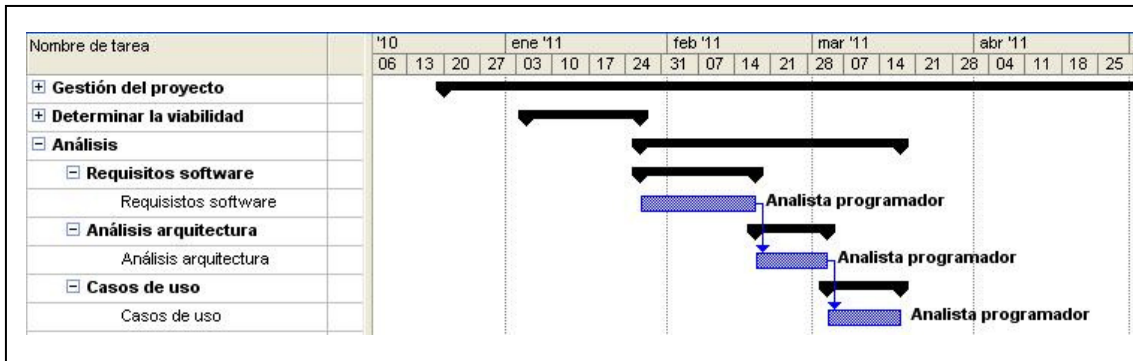 Nombre de tarea '10 ene '11 feb '11 mar '11 abr '11
06 13 20 27 03 10 17 24 31 07 14 21 28 07 14 21 28 04 11 18 25
Gestión del proyecto
Determinar la viabilidad
Análisis
Requisitos software
Requisistos software Analista programador
Análisis arquitectura
Análisis arquitectura Analista programador
Casos de uso
Casos de uso Analista programador